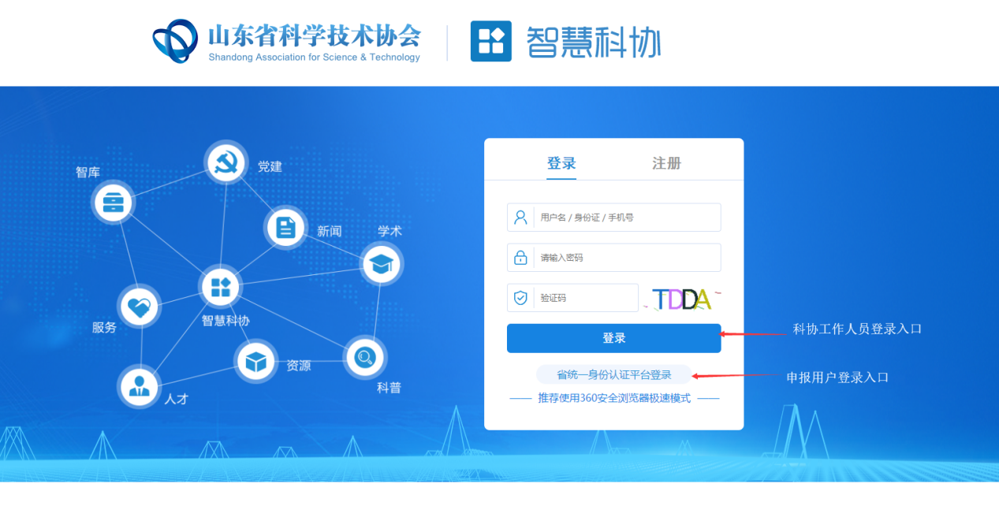 山东省科学技术协会
Shandong Association for Science & Technology
智慧科协
智库
党建
新闻
学术
智慧科协
服务
资源
科普
人才
登录
注册
用户名 / 身份证 / 手机号
请输入密码
验证码
TDDA
登录
科协工作人员登录入口
省统一身份认证平台登录
申报用户登录入口
推荐使用360安全浏览器极速模式